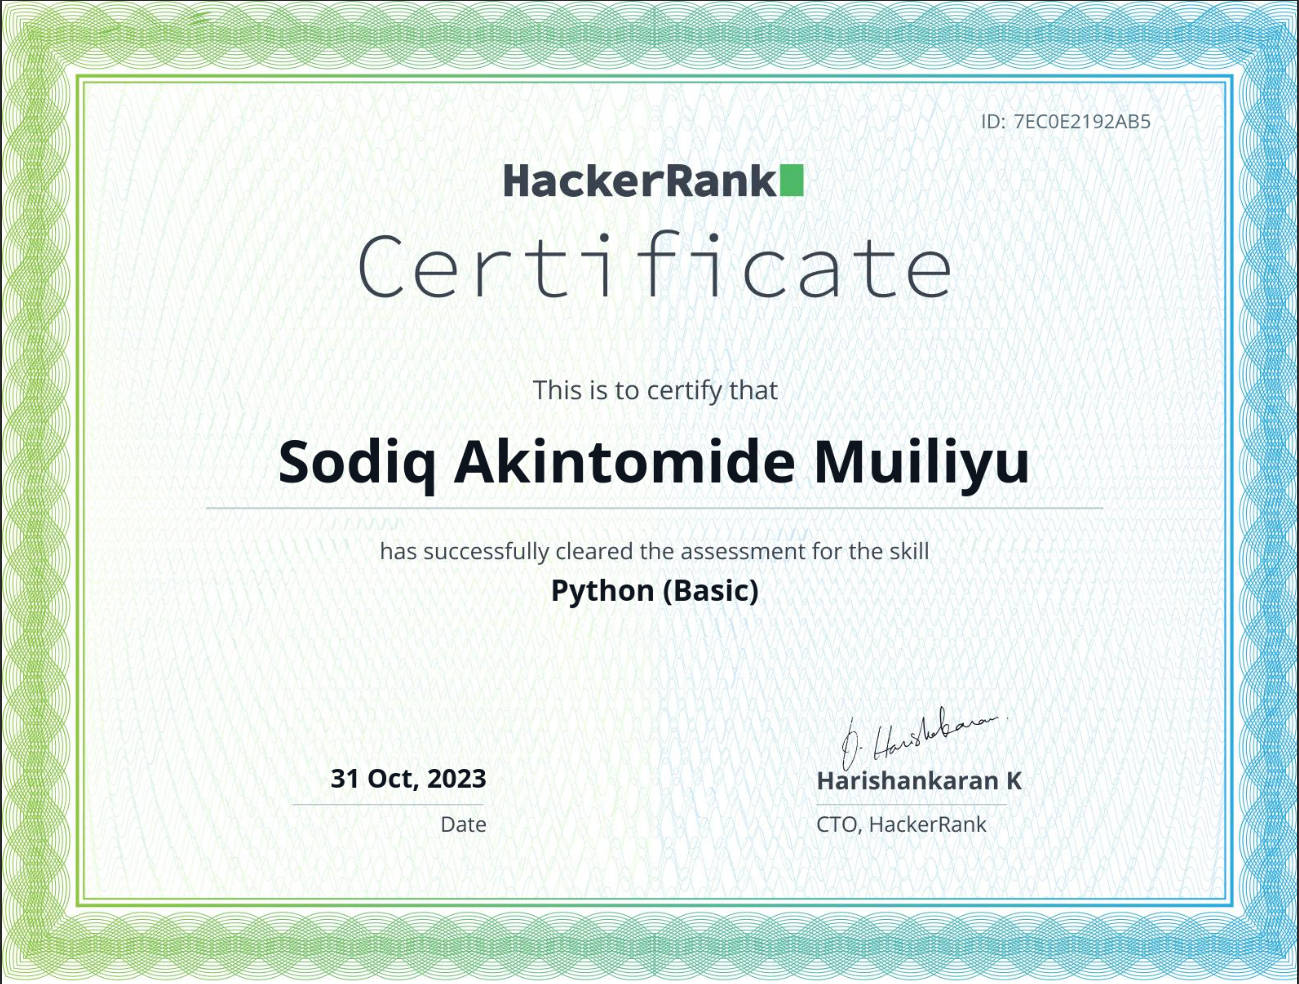 ID: 7EC0E2192AB5
HackerRank
Certificate
This is to certify that
Sodiq Akintomide Muiliyu
has successfully cleared the assessment for the skill
Python (Basic)
31 Oct, 2023
Date
Harishankaran K
CTO, HackerRank